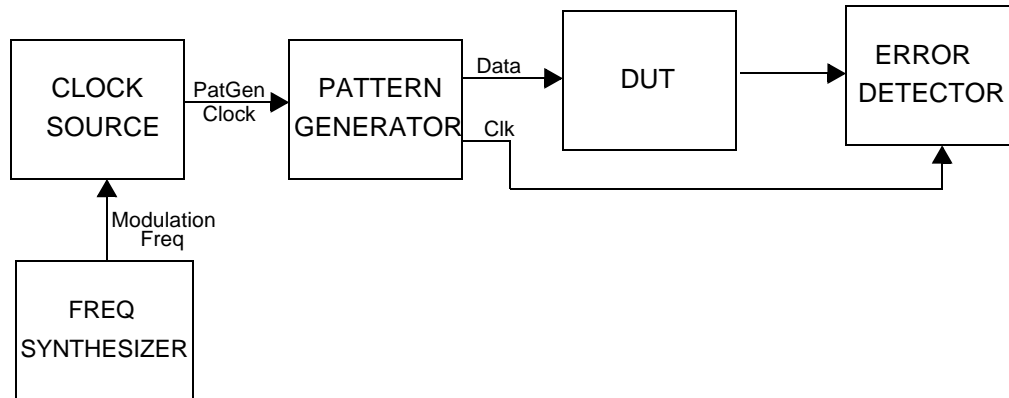 CLOCK
SOURCE
PatGen
Clock
PATTERN
GENERATOR
Data
Clk
DUT
ERROR
DETECTOR
Modulation
Freq
FREQ
SYNTHESIZER